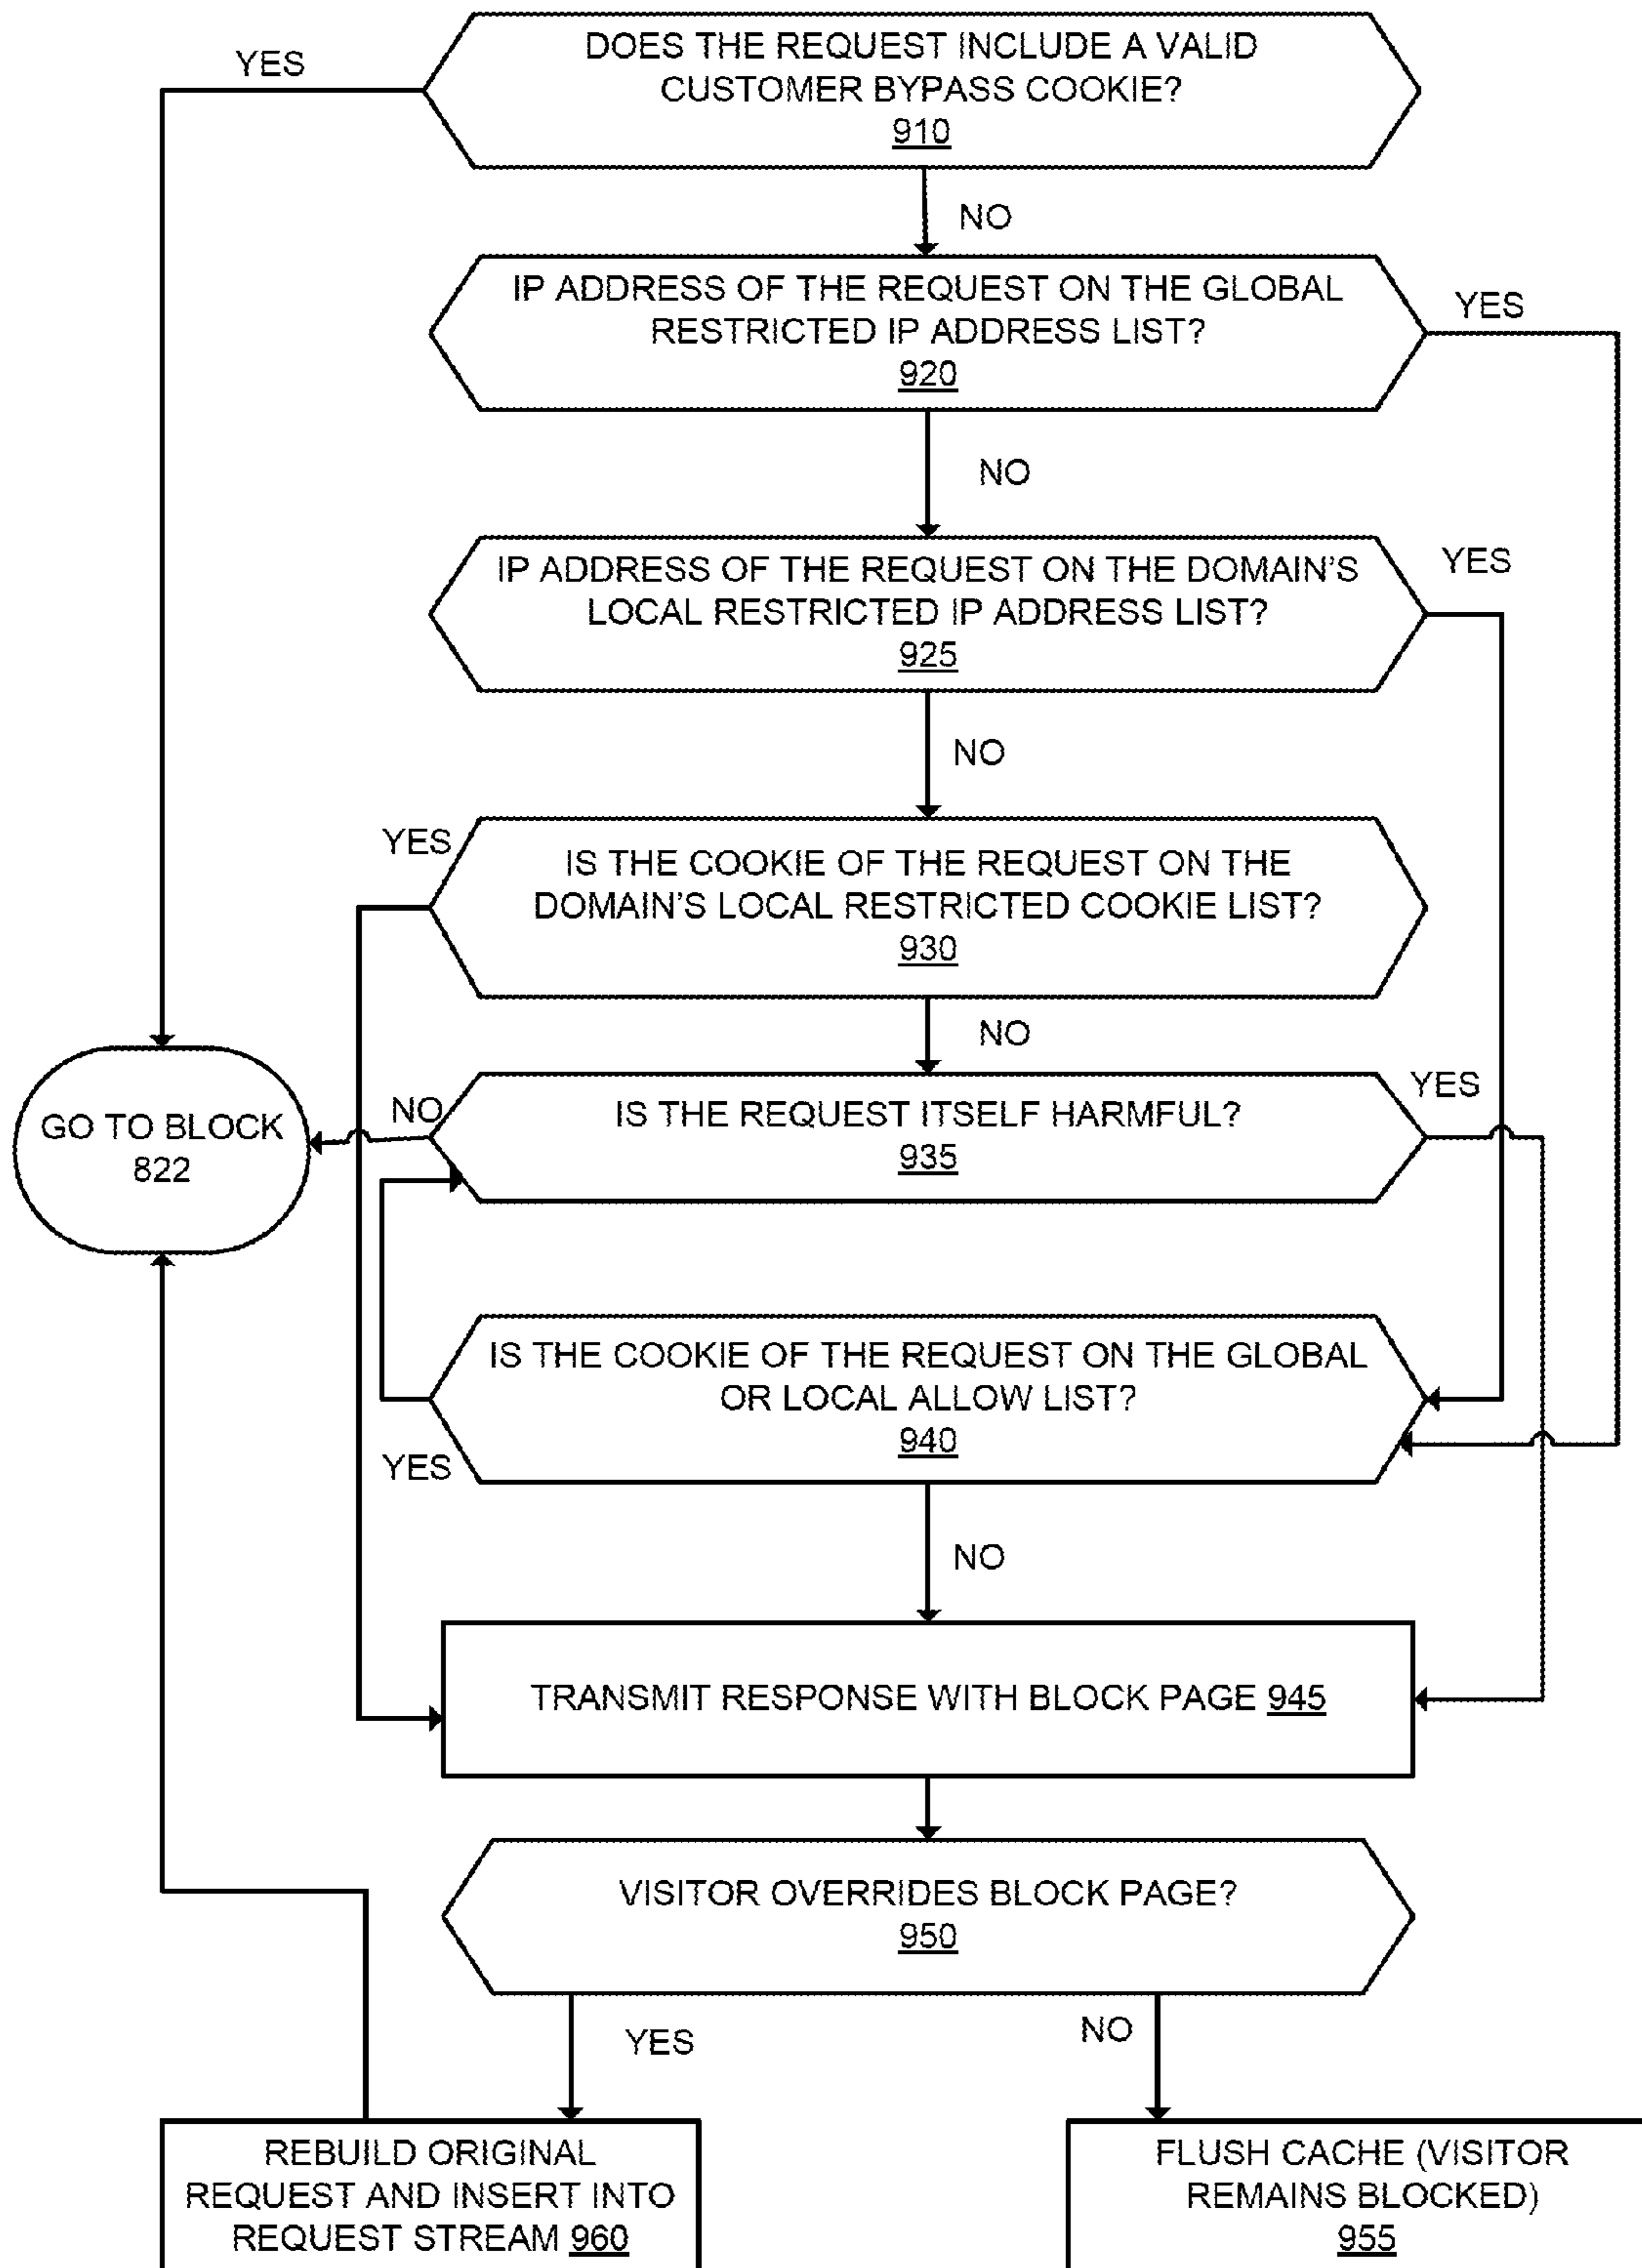 DOES THE REQUEST INCLUDE A VALID
CUSTOMER BYPASS COOKIE?
910
YES
NO
IP ADDRESS OF THE REQUEST ON THE GLOBAL
RESTRICTED IP ADDRESS LIST?
920
YES
NO
IP ADDRESS OF THE REQUEST ON THE DOMAIN'S
LOCAL RESTRICTED IP ADDRESS LIST?
925
YES
NO
YES
IS THE COOKIE OF THE REQUEST ON THE
DOMAIN'S LOCAL RESTRICTED COOKIE LIST?
930
NO
GO TO BLOCK
822
NO
IS THE REQUEST ITSELF HARMFUL?
935
YES
IS THE COOKIE OF THE REQUEST ON THE GLOBAL
OR LOCAL ALLOW LIST?
940
YES
NO
TRANSMIT RESPONSE WITH BLOCK PAGE 945
VISITOR OVERRIDES BLOCK PAGE?
950
YES
NO
REBUILD ORIGINAL
REQUEST AND INSERT INTO
REQUEST STREAM 960
FLUSH CACHE (VISITOR
REMAINS BLOCKED)
955